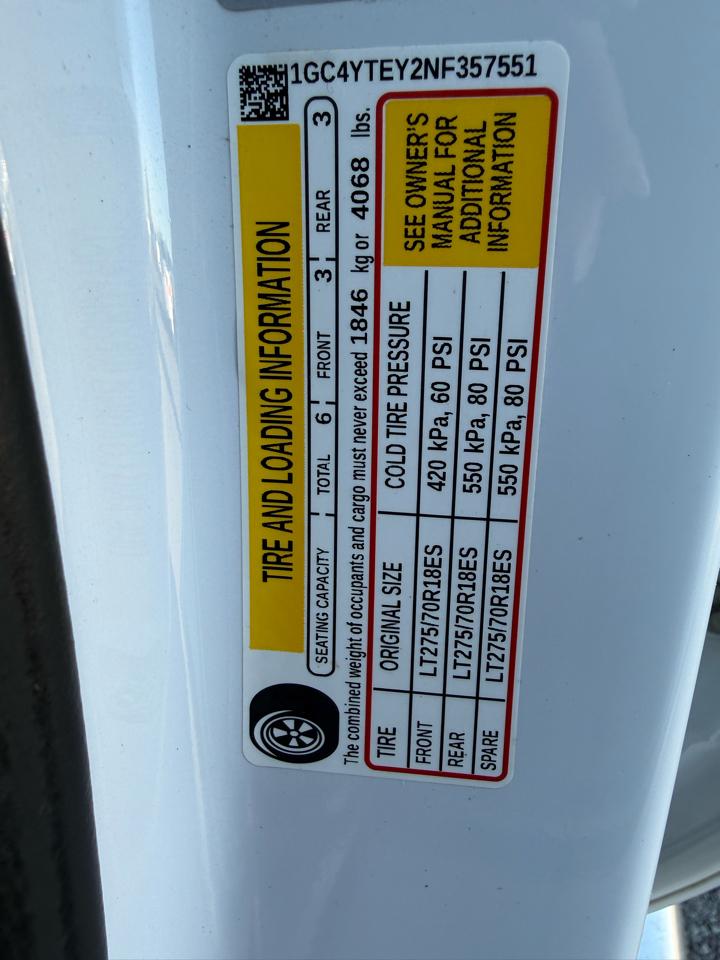 1GC4YTEY2NF357551
TIRE AND LOADING INFORMATION
SEATING CAPACITY TOTAL 6 FRONT 3 REAR 3
The combined weight of occupants and cargo must never exceed 1846 kg or 4068 lbs.
TIRE ORIGINAL SIZE COLD TIRE PRESSURE
FRONT LT275/70R18ES 420 kPa, 60 PSI
REAR LT275/70R18ES 550 kPa, 80 PSI
SPARE LT275/70R18ES 550 kPa, 80 PSI
SEE OWNER'S
MANUAL FOR
ADDITIONAL
INFORMATION